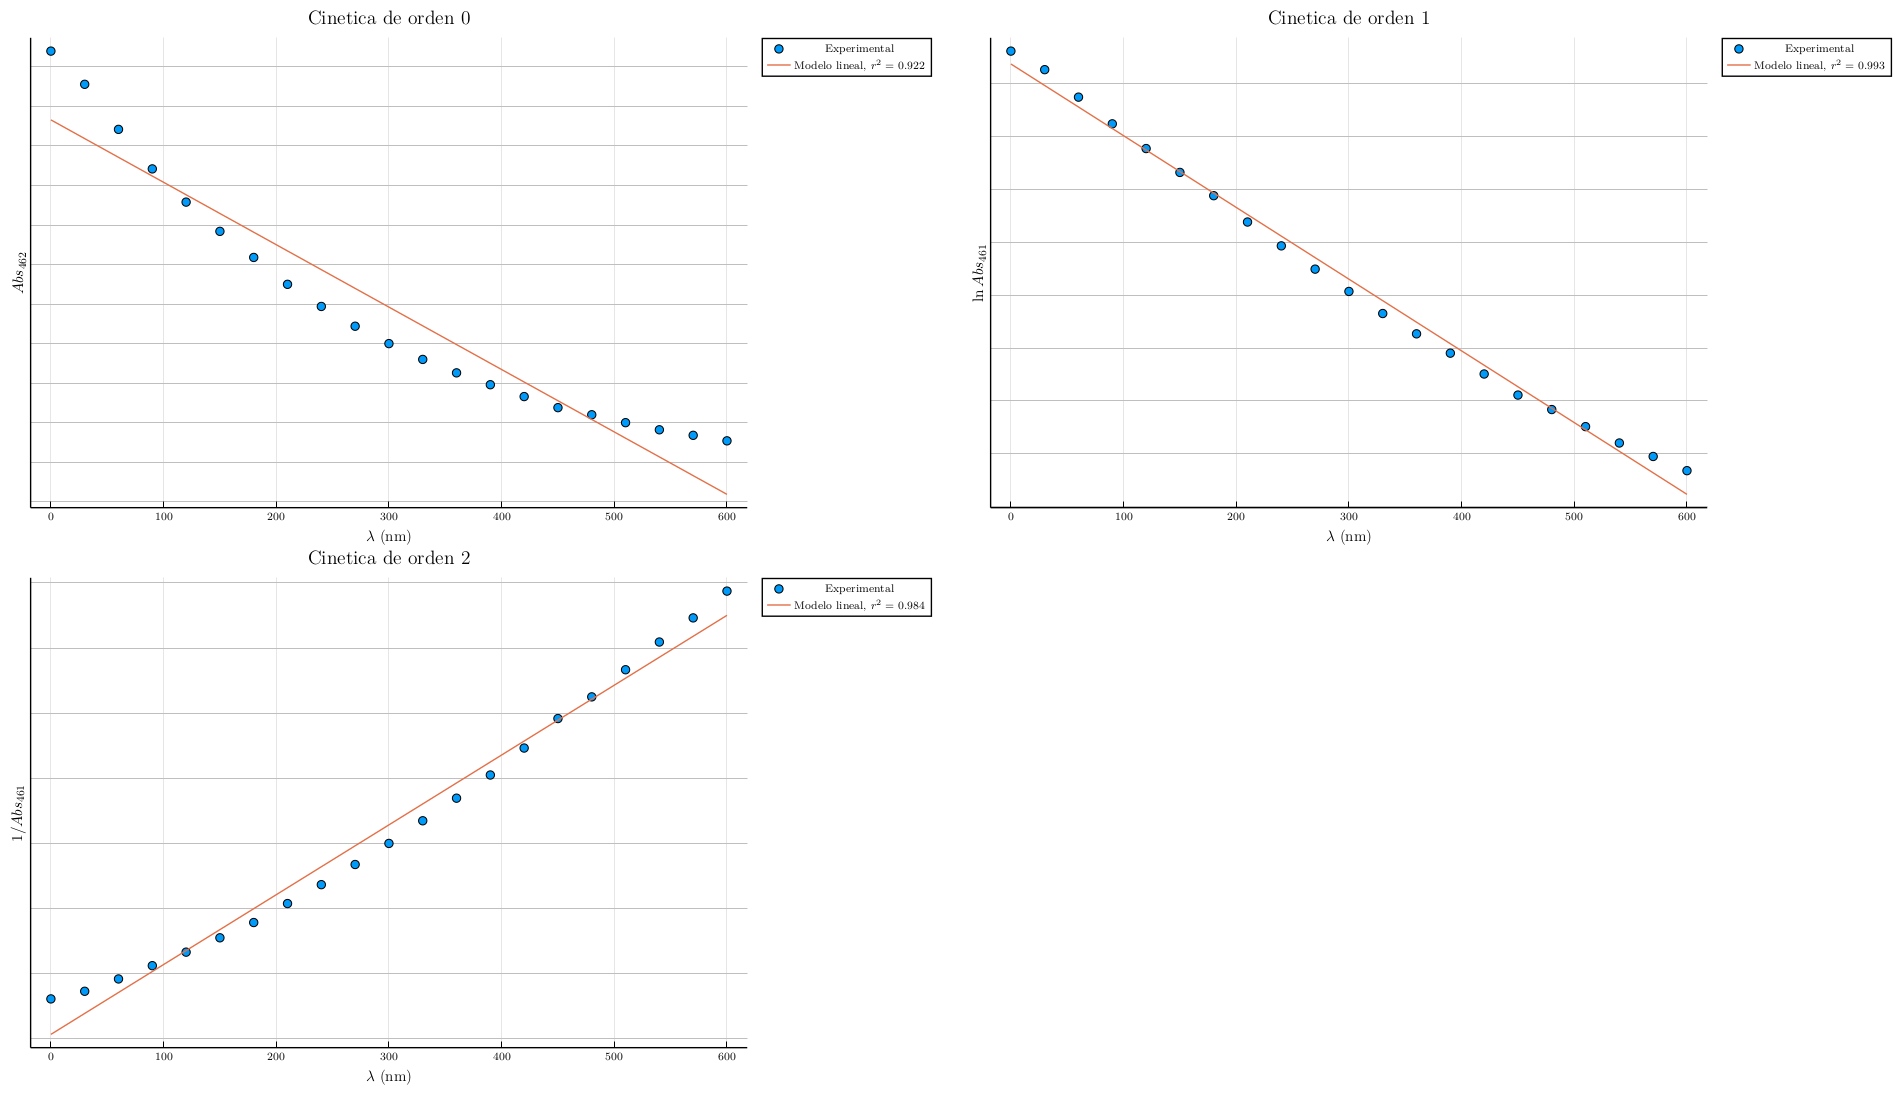 Cinetica de orden 0
Experimental
Modelo lineal, r² = 0.922
Abs₄₆₂
0 100 200 300 400 500 600
λ (nm)
Cinetica de orden 1
Experimental
Modelo lineal, r² = 0.993
ln Abs₄₆₁
0 100 200 300 400 500 600
λ (nm)
Cinetica de orden 2
Experimental
Modelo lineal, r² = 0.984
1/Abs₄₆₁
0 100 200 300 400 500 600
λ (nm)